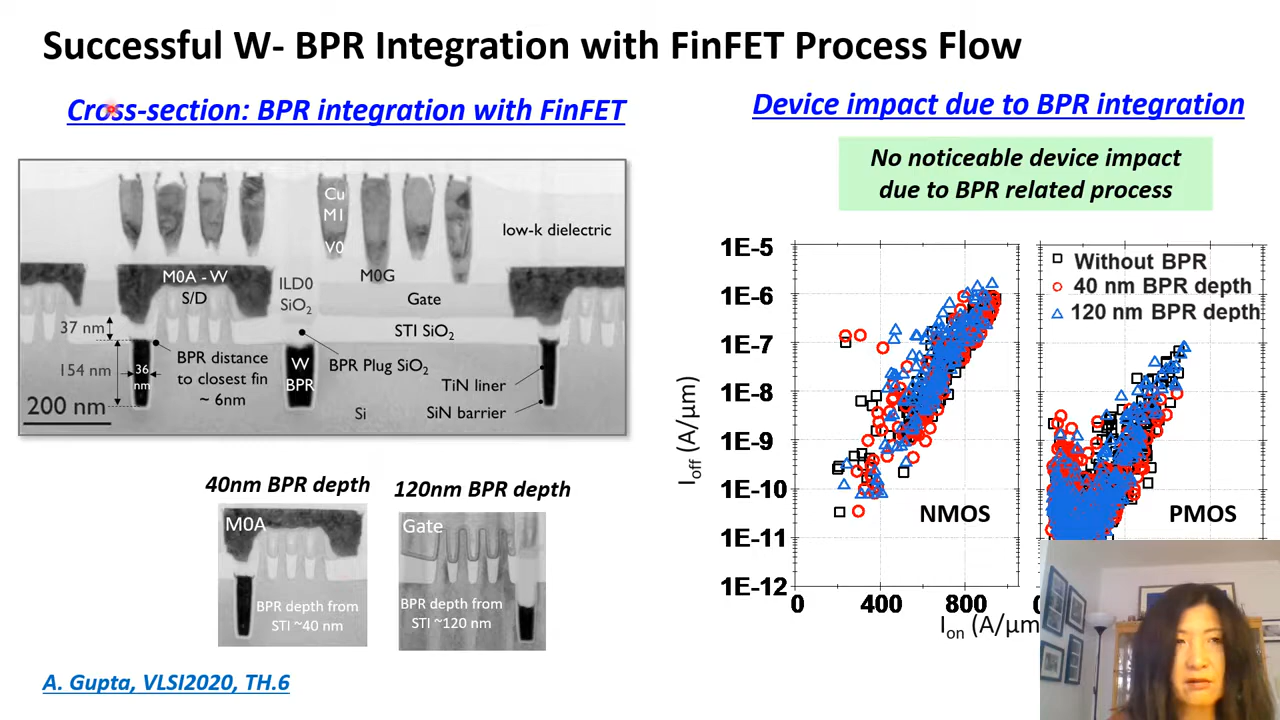 Successful W- BPR Integration with FinFET Process Flow
Cross-section: BPR integration with FinFET
Cu
M1
V0
low-k dielectric
M0A - W
S/D
ILD0
SiO2
M0G
Gate
37 nm
STI SiO2
154 nm
36
nm
BPR distance
to closest fin
~ 6nm
W
BPR
BPR Plug SiO2
TiN liner
SiN barrier
Si
200 nm
40nm BPR depth
120nm BPR depth
M0A
BPR depth from
STI ~40 nm
Gate
BPR depth from
STI ~120 nm
A. Gupta, VLSI2020, TH.6
Device impact due to BPR integration
No noticeable device impact
due to BPR related process
Without BPR
40 nm BPR depth
120 nm BPR depth
1E-5
1E-6
1E-7
1E-8
1E-9
1E-10
1E-11
1E-12
Ioff (A/μm)
NMOS
PMOS
0
400
800
Ion (A/μm